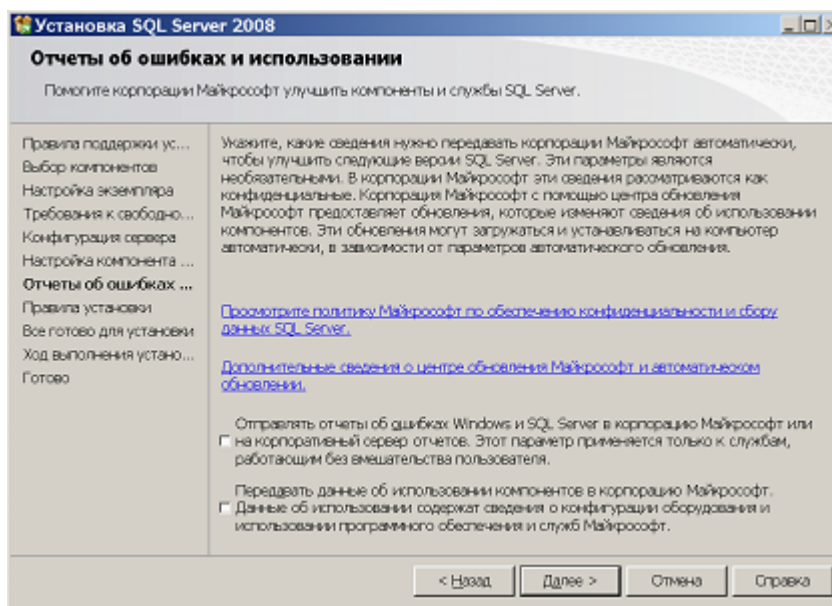 Установка SQL Server 2008
Отчеты об ошибках и использовании
Помогите корпорации Майкрософт улучшить компоненты и службы SQL Server.
Правила поддержки ус...
Выбор компонентов
Настройка экземпляра
Требования к свободно...
Конфигурация сервера
Настройка компонента ...
Отчеты об ошибках ...
Правила установки
Все готово для установки
Ход выполнения устано...
Готово
Укажите, какие сведения нужно передавать корпорации Майкрософт автоматически,
чтобы улучшить следующие версии SQL Server. Эти параметры являются
необязательными. В корпорации Майкрософт эти сведения рассматриваются как
конфиденциальные. Корпорация Майкрософт с помощью центра обновления
Майкрософт предоставляет обновления, которые изменяют сведения об использовании
компонентов. Эти обновления могут загружаться и устанавливаться на компьютер
автоматически, в зависимости от параметров автоматического обновления.
Просмотрите политику Майкрософт по обеспечению конфиденциальности и сбору
данных SQL Server.
Дополнительные сведения о центре обновления Майкрософт и автоматическом
обновлении.
Отправлять отчеты об ошибках Windows и SQL Server в корпорацию Майкрософт или
на корпоративный сервер отчетов. Этот параметр применяется только к службам,
работающим без вмешательства пользователя.
Передавать данные об использовании компонентов в корпорацию Майкрософт.
Данные об использовании содержат сведения о конфигурации оборудования и
использовании программного обеспечения и служб Майкрософт.
< Назад
Далее >
Отмена
Справка